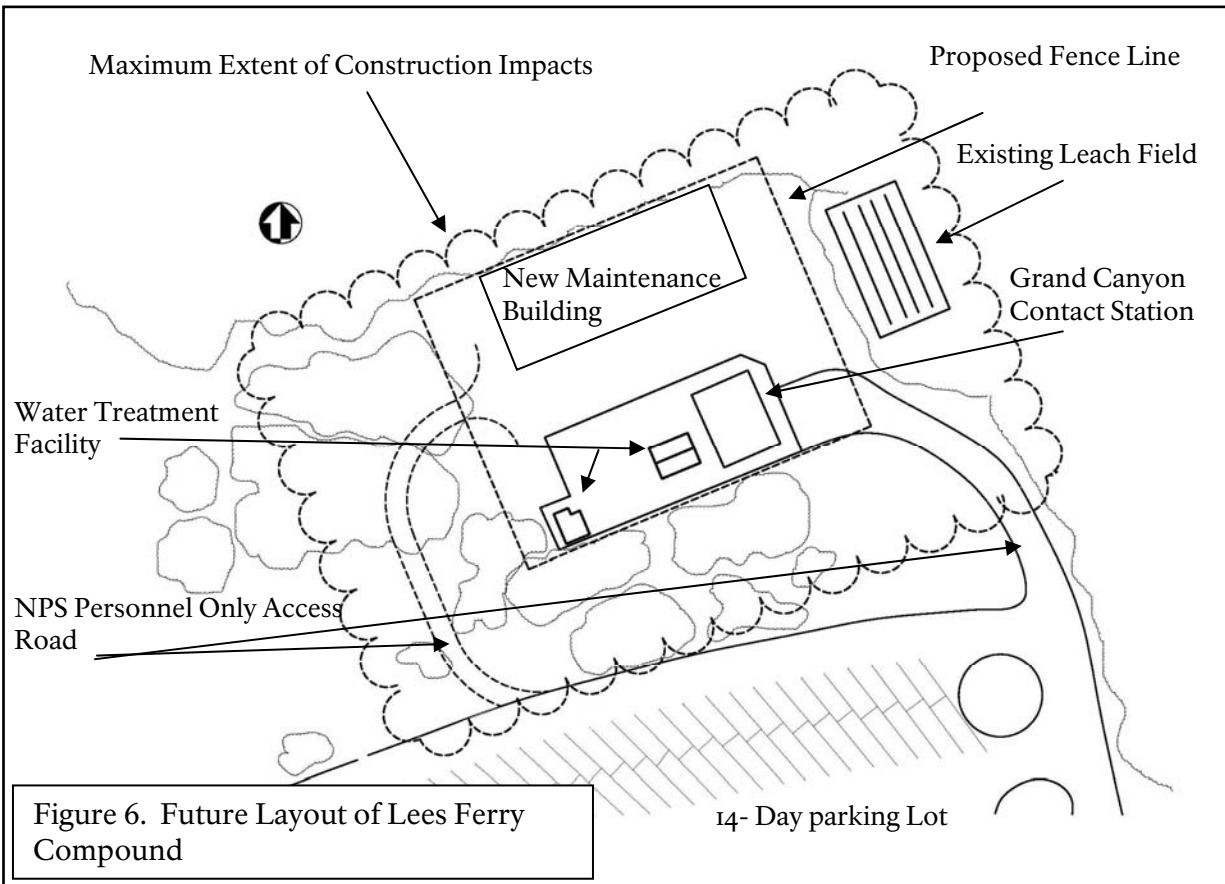 Maximum Extent of Construction Impacts
Proposed Fence Line
Existing Leach Field
New Maintenance
Building
Grand Canyon
Contact Station
Water Treatment
Facility
NPS Personnel Only Access
Road
14- Day parking Lot
Figure 6. Future Layout of Lees Ferry
Compound